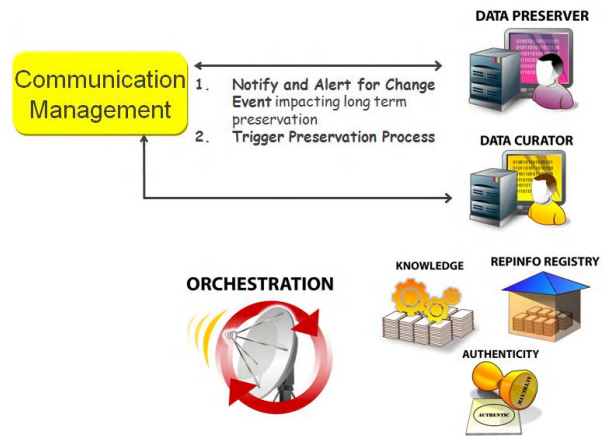 DATA PRESERVER
Communication
Management
1. Notify and Alert for Change
Event impacting long term
preservation
2. Trigger Preservation Process
DATA CURATOR
ORCHESTRATION
KNOWLEDGE
REPINFO REGISTRY
AUTHENTICITY
AUTHENTIC
AUTHENTIC